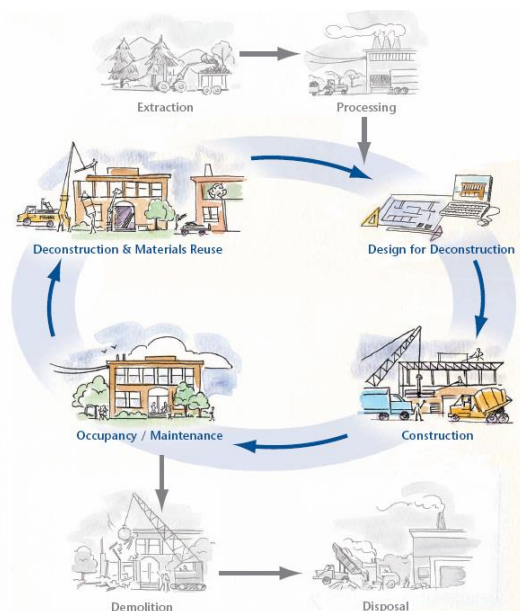 Extraction
Processing
Deconstruction & Materials Reuse
Design for Deconstruction
Occupancy / Maintenance
Construction
Demolition
Disposal